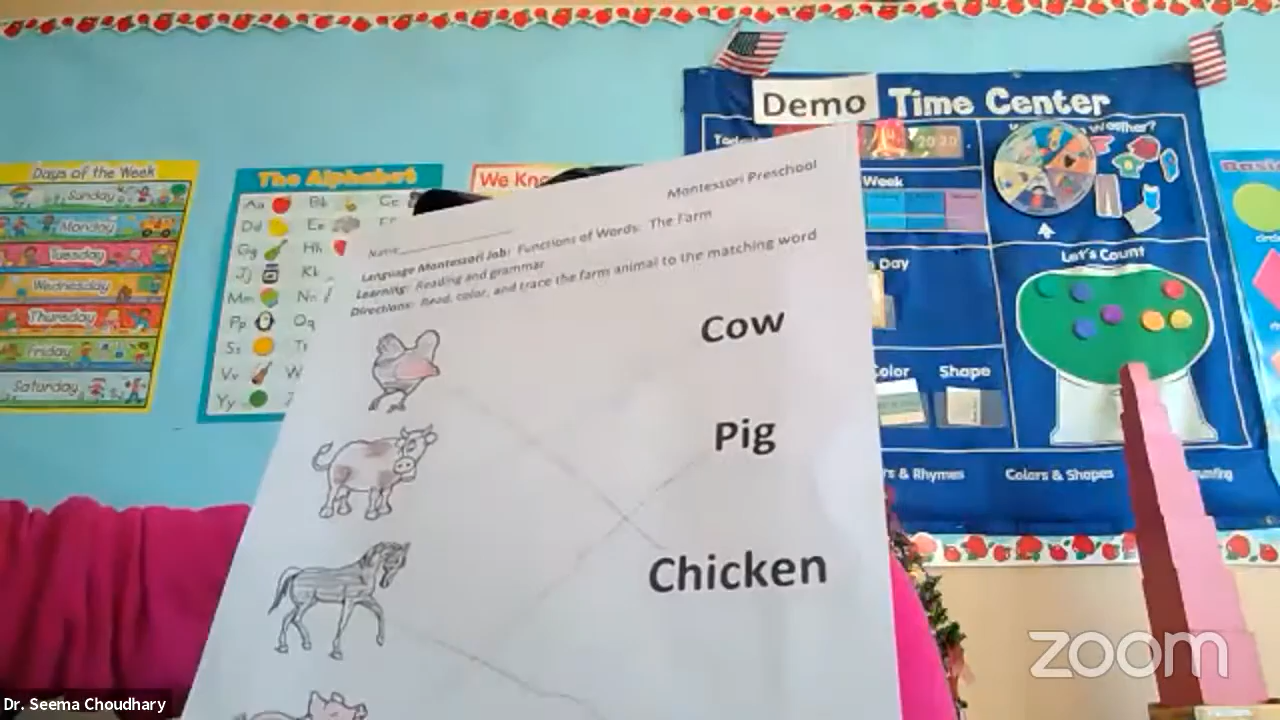 Demo Time Center
Days of the Week
Sunday
Monday
Tuesday
Wednesday
Thursday
Friday
Saturday
The Alphabet
Aa Bb Cc
Dd Ee
Gg Hh
Jj
Mm Nn
Pp Qq
Ss
Vv
Yy
We
Montessori Preschool
Name
Language Montessori Job: Functions of Words: The Farm
Learning: Reading and grammar
Directions: Read, color, and trace the farm animal to the matching word
Cow
Pig
Chicken
Week
Day
Let's Count
Color Shape
& Rhymes
Colors & Shapes
zoom
Dr. Seema Choudhary